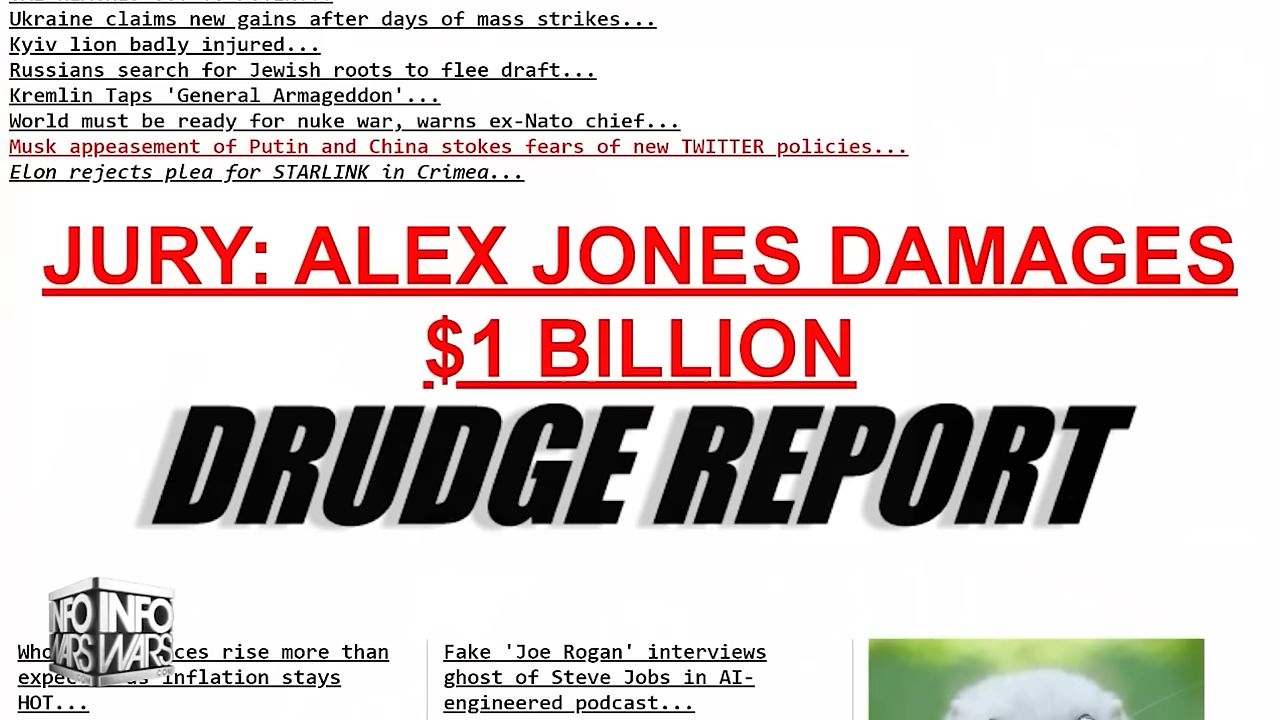 Ukraine claims new gains after days of mass strikes...
Kyiv lion badly injured...
Russians search for Jewish roots to flee draft...
Kremlin Taps 'General Armageddon'...
World must be ready for nuke war, warns ex-Nato chief...
Musk appeasement of Putin and China stokes fears of new TWITTER policies...
Elon rejects plea for STARLINK in Crimea...
JURY: ALEX JONES DAMAGES
$1 BILLION
DRUDGE REPORT
INFO INFO
WARS WARS
.COM
rise more than
inflation stays
HOT...
Fake 'Joe Rogan' interviews
ghost of Steve Jobs in AI-
engineered podcast...